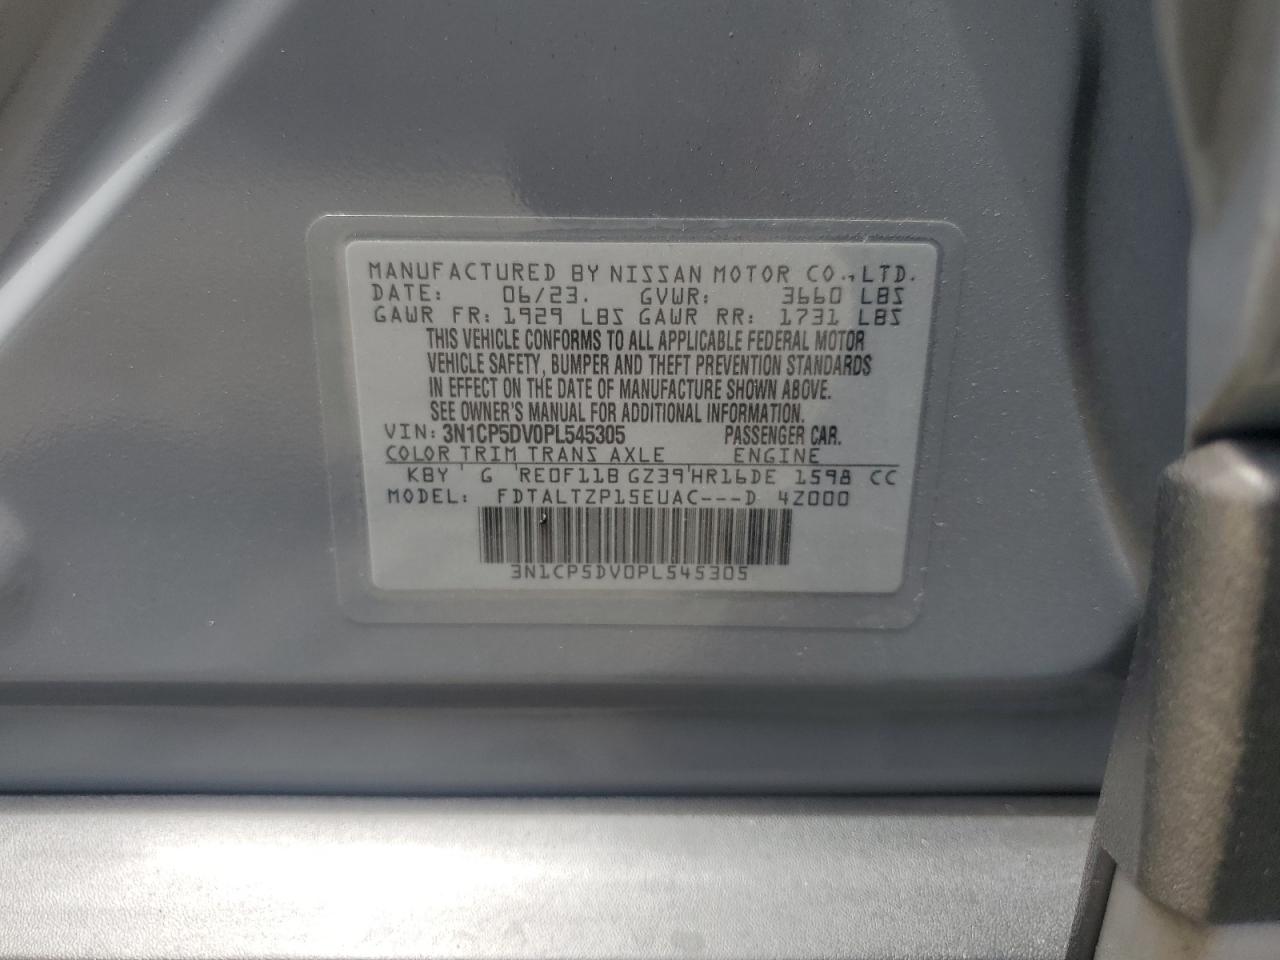 MANUFACTURED BY NISSAN MOTOR CO.,LTD.
DATE: 06/23. GVWR: 3660 LBS
GAWR FR: 1929 LBS GAWR RR: 1731 LBS
THIS VEHICLE CONFORMS TO ALL APPLICABLE FEDERAL MOTOR
VEHICLE SAFETY, BUMPER AND THEFT PREVENTION STANDARDS
IN EFFECT ON THE DATE OF MANUFACTURE SHOWN ABOVE.
SEE OWNER'S MANUAL FOR ADDITIONAL INFORMATION.
VIN: 3N1CP5DV0PL545305 PASSENGER CAR.
COLOR TRIM TRANS AXLE ENGINE
KBY ' G 'RE0F11B GZ39'HR16DE 1598 CC
MODEL: FDTALTZP15EUAC---D 4Z000
3N1CP5DV0PL545305